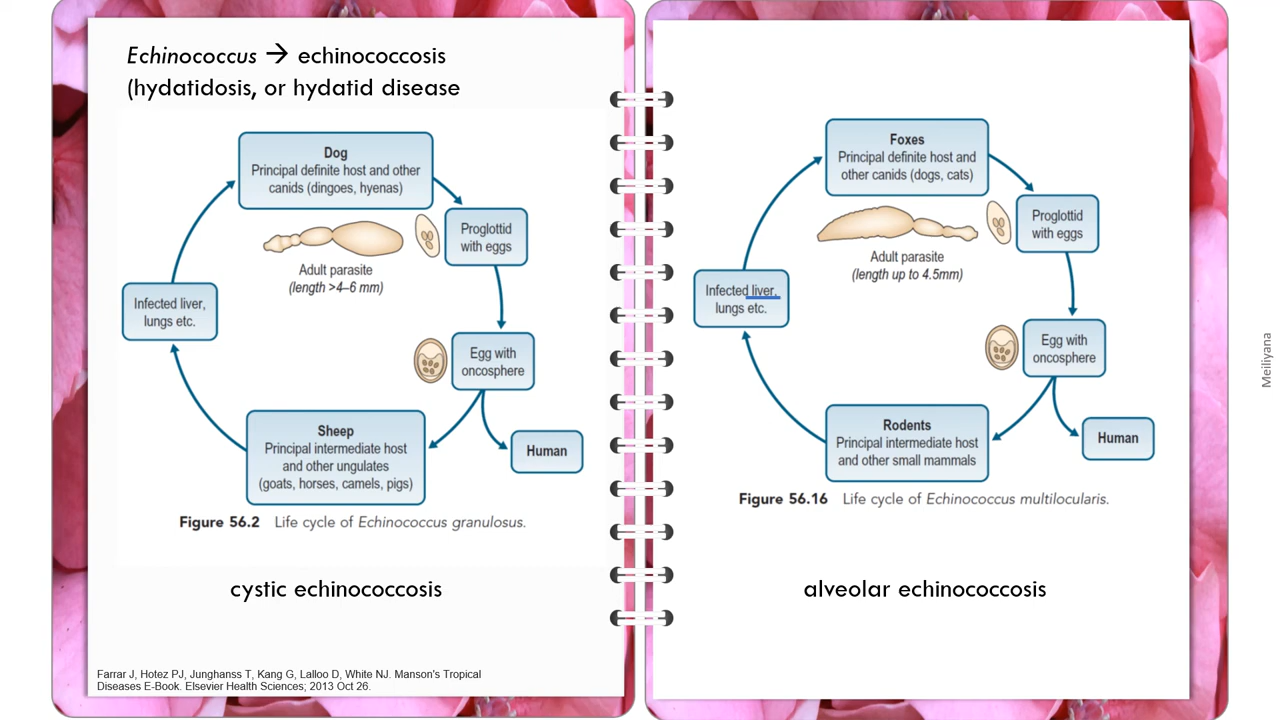 Echinococcus → echinococcosis
(hydatidosis, or hydatid disease
Dog
Principal definite host and other
canids (dingoes, hyenas)
Proglottid
with eggs
Adult parasite
(length >4–6 mm)
Infected liver,
lungs etc.
Egg with
oncosphere
Sheep
Principal intermediate host
and other ungulates
(goats, horses, camels, pigs)
Human
Figure 56.2 Life cycle of Echinococcus granulosus.
cystic echinococcosis
Farrar J, Hotez PJ, Junghanss T, Kang G, Lalloo D, White NJ. Manson's Tropical
Diseases E-Book. Elsevier Health Sciences; 2013 Oct 26.
Foxes
Principal definite host and
other canids (dogs, cats)
Proglottid
with eggs
Adult parasite
(length up to 4.5mm)
Infected liver,
lungs etc.
Egg with
oncosphere
Rodents
Principal intermediate host
and other small mammals
Human
Figure 56.16 Life cycle of Echinococcus multilocularis.
alveolar echinococcosis
Meiliyana